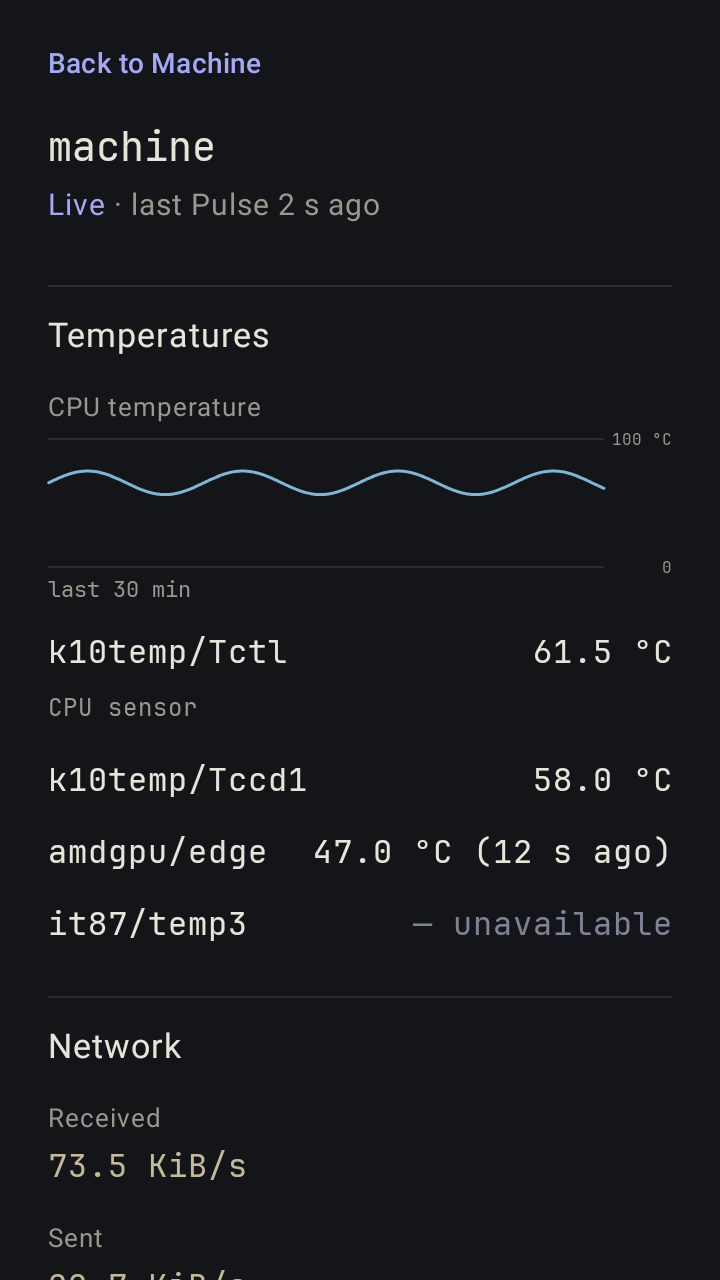 Back to Machine
machine
Live · last Pulse 2 s ago
Temperatures
CPU temperature
100 °C
0
last 30 min
k10temp/Tctl 61.5 °C
CPU sensor
k10temp/Tccd1 58.0 °C
amdgpu/edge 47.0 °C (12 s ago)
it87/temp3 — unavailable
Network
Received
73.5 KiB/s
Sent